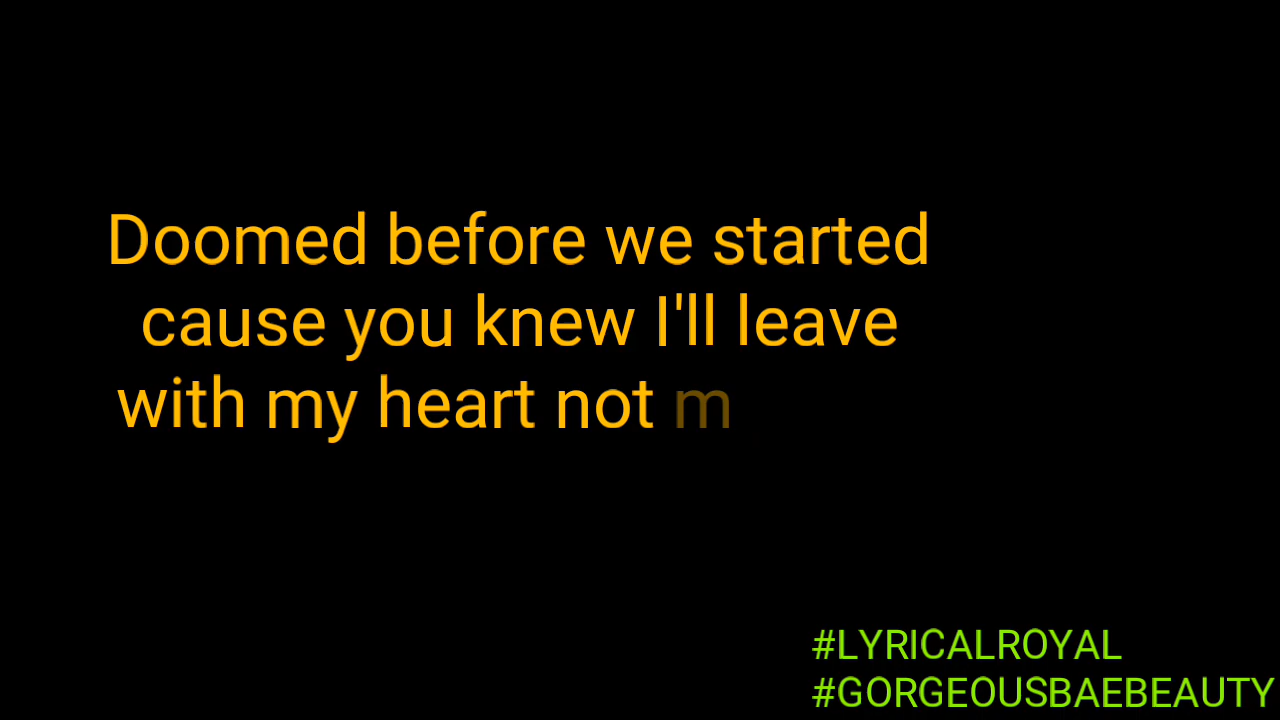 Doomed before we started
cause you knew I'll leave
with my heart not m
#LYRICALROYAL
#GORGEOUSBAEBEAUTY